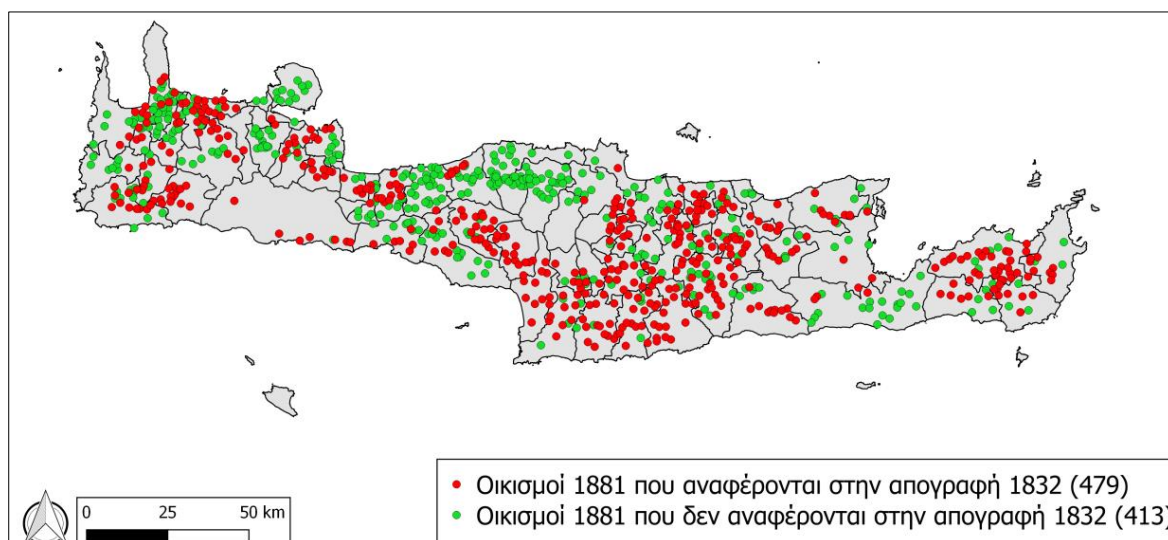 Οικισμοί 1881 που αναφέρονται στην απογραφή 1832 (479)
Οικισμοί 1881 που δεν αναφέρονται στην απογραφή 1832 (413)
0 25 50 km